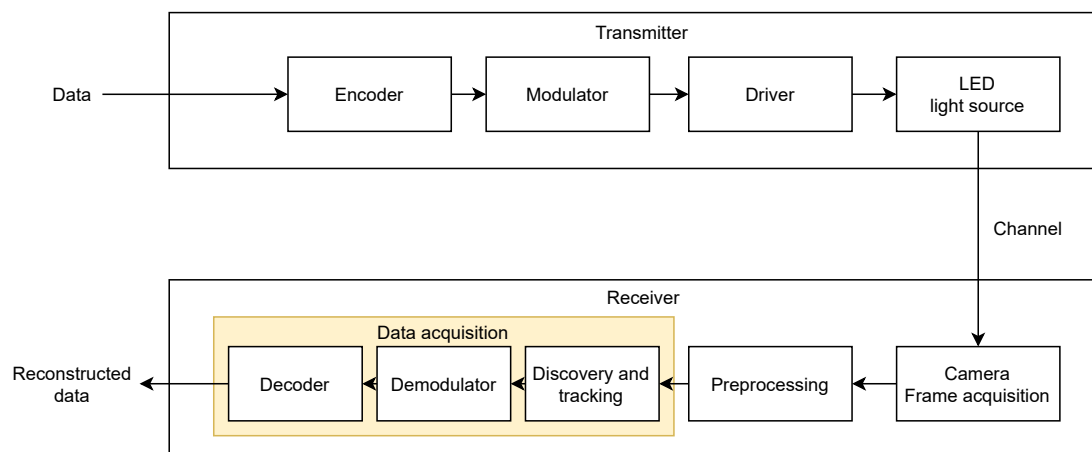 Transmitter
Data
Encoder
Modulator
Driver
LED
light source
Channel
Receiver
Data acquisition
Reconstructed
data
Decoder
Demodulator
Discovery and
tracking
Preprocessing
Camera
Frame acquisition